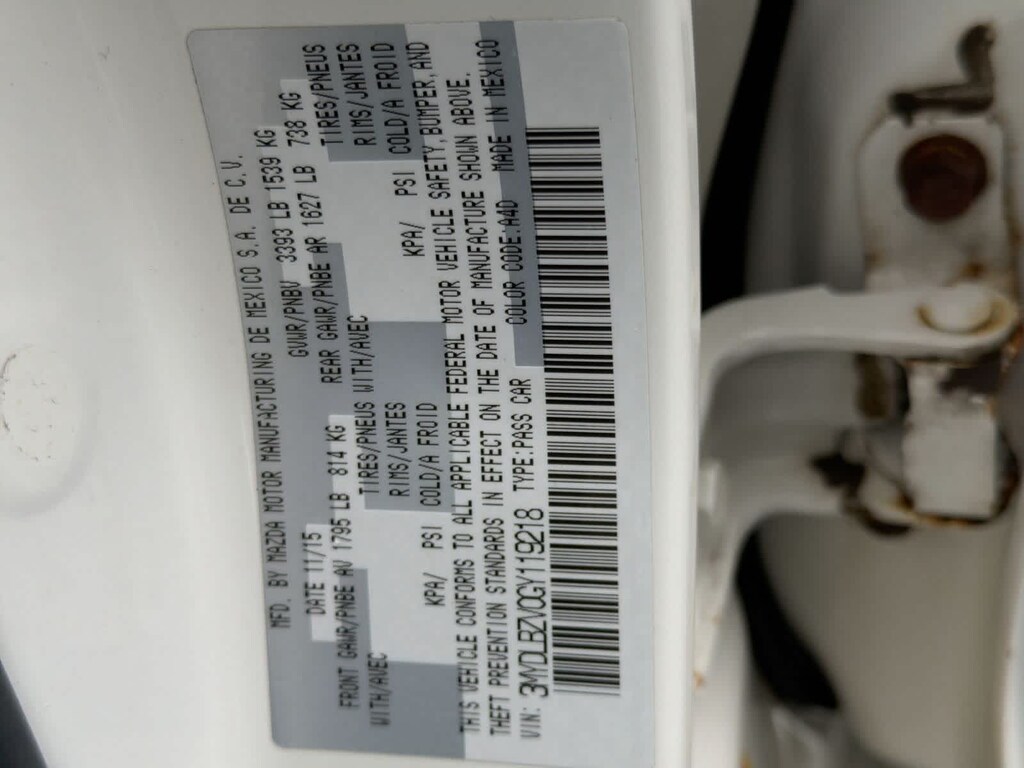 MFD. BY MAZDA MOTOR MANUFACTURING DE MEXICO S.A. DE C.V.
DATE 11/15 GVWR/PNBV 3393 LB 1539 KG
FRONT GAWR/PNBE AV 1795 LB 814 KG REAR GAWR/PNBE AR 1627 LB 738 KG
WITH/AVEC TIRES/PNEUS WITH/AVEC TIRES/PNEUS
RIMS/JANTES RIMS/JANTES
KPA/ PSI COLD/A FROID KPA/ PSI COLD/A FROID
THIS VEHICLE CONFORMS TO ALL APPLICABLE FEDERAL MOTOR VEHICLE SAFETY, BUMPER, AND
THEFT PREVENTION STANDARDS IN EFFECT ON THE DATE OF MANUFACTURE SHOWN ABOVE.
VIN: 3MYDLBZV0GY119218 TYPE:PASS CAR COLOR CODE:A4D MADE IN MEXICO